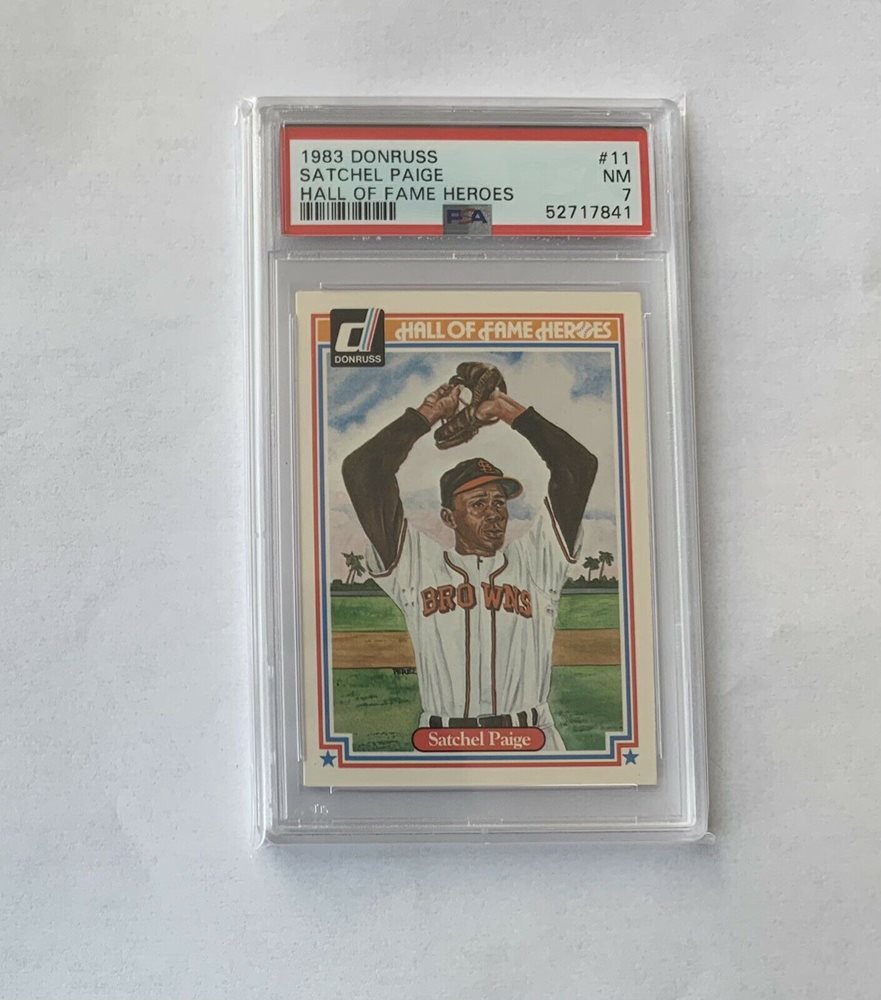 1983 DONRUSS #11
SATCHEL PAIGE NM
HALL OF FAME HEROES 7
PSA 52717841
HALL OF FAME HEROES
DONRUSS
BROWNS
PEREZ
Satchel Paige